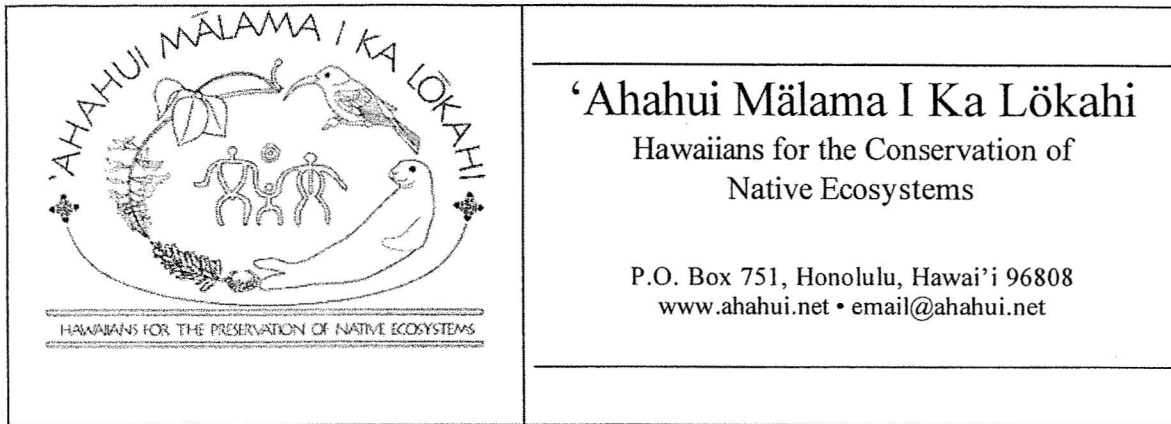 'AHAHUI MĀLAMA I KA LŌKAHI
HAWAIIANS FOR THE PRESERVATION OF NATIVE ECOSYSTEMS
‘Ahahui Mälama I Ka Lökahi
Hawaiians for the Conservation of
Native Ecosystems
P.O. Box 751, Honolulu, Hawai’i 96808
www.ahahui.net • email@ahahui.net